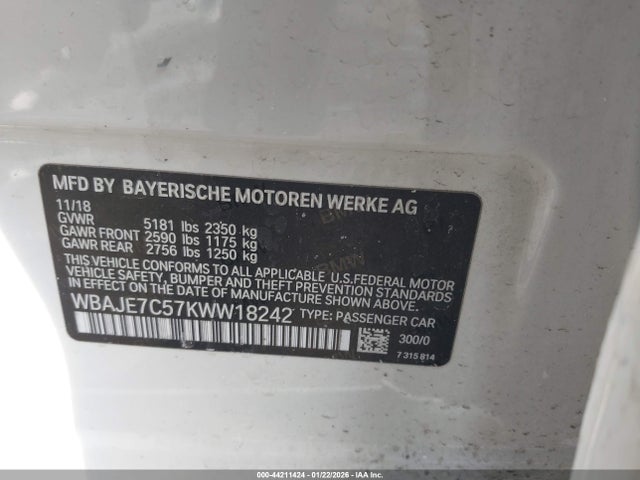 MFD BY BAYERISCHE MOTOREN WERKE AG
11/18
GVWR 5181 lbs 2350 kg
GAWR FRONT 2590 lbs 1175 kg
GAWR REAR 2756 lbs 1250 kg
THIS VEHICLE CONFORMS TO ALL APPLICABLE U.S.FEDERAL MOTOR
VEHICLE SAFETY, BUMPER AND THEFT PREVENTION STANDARDS
IN EFFECT ON THE DATE OF MANUFACTURE SHOWN ABOVE.
WBAJE7C57KWW18242 TYPE: PASSENGER CAR
300/0
7 315 814
000-44211424 | 01/22/2026 | © IAA Inc |